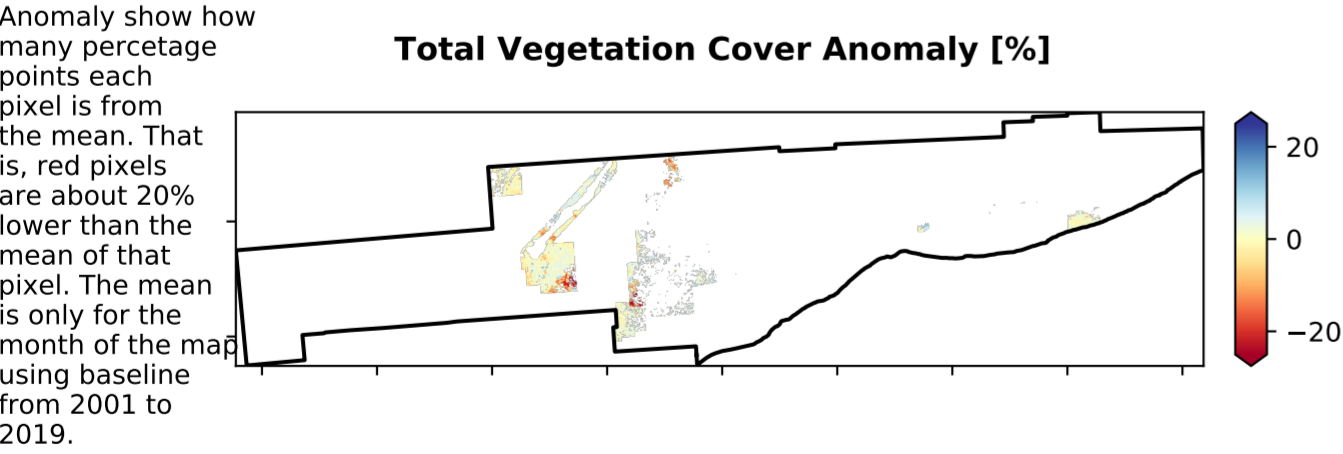 Anomaly show how
many percetage
points each
pixel is from
the mean. That
is, red pixels
are about 20%
lower than the
mean of that
pixel. The mean
is only for the
month of the map
using baseline
from 2001 to
2019.
Total Vegetation Cover Anomaly [%]
20
0
−20